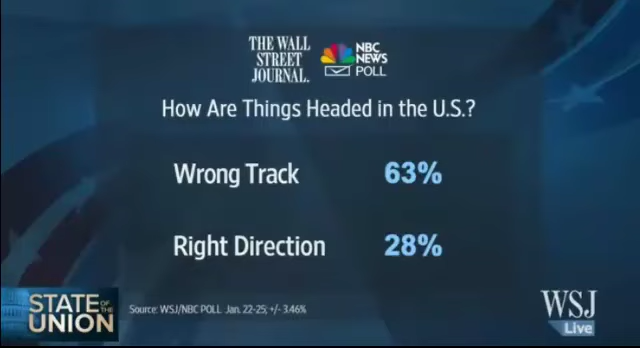 THE WALL
STREET
JOURNAL.
NBC
NEWS
POLL
How Are Things Headed in the U.S.?
Wrong Track 63%
Right Direction 28%
STATE OF THE
UNION
Source: WSJ/NBC POLL Jan. 22-25; +/- 3.46%
WSJ
Live